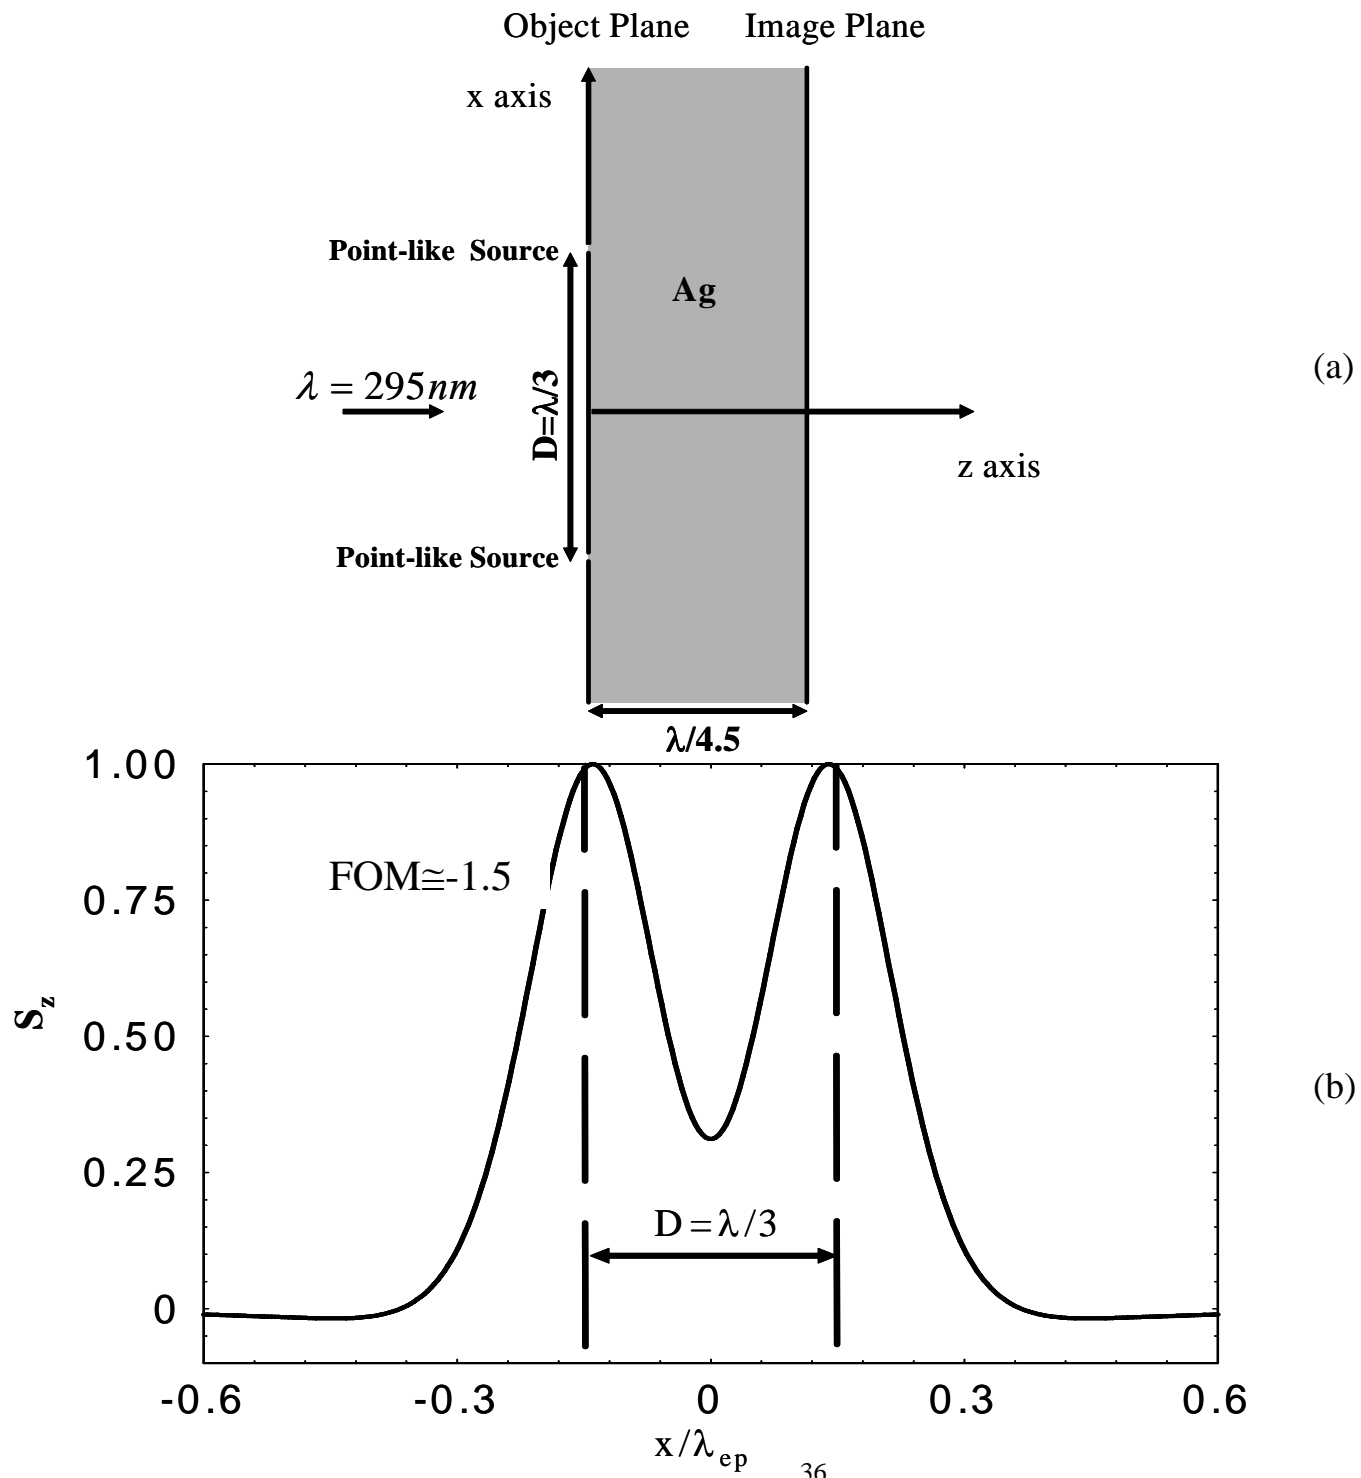 Object Plane Image Plane
x axis
Point-like Source
Ag
(a)
λ = 295nm
D=λ/3
z axis
Point-like Source
λ/4.5
1.00
FOM≅-1.5
0.75
Sz
0.50
(b)
0.25
D = λ/3
0
-0.6 -0.3 0 0.3 0.6
x/λep
36